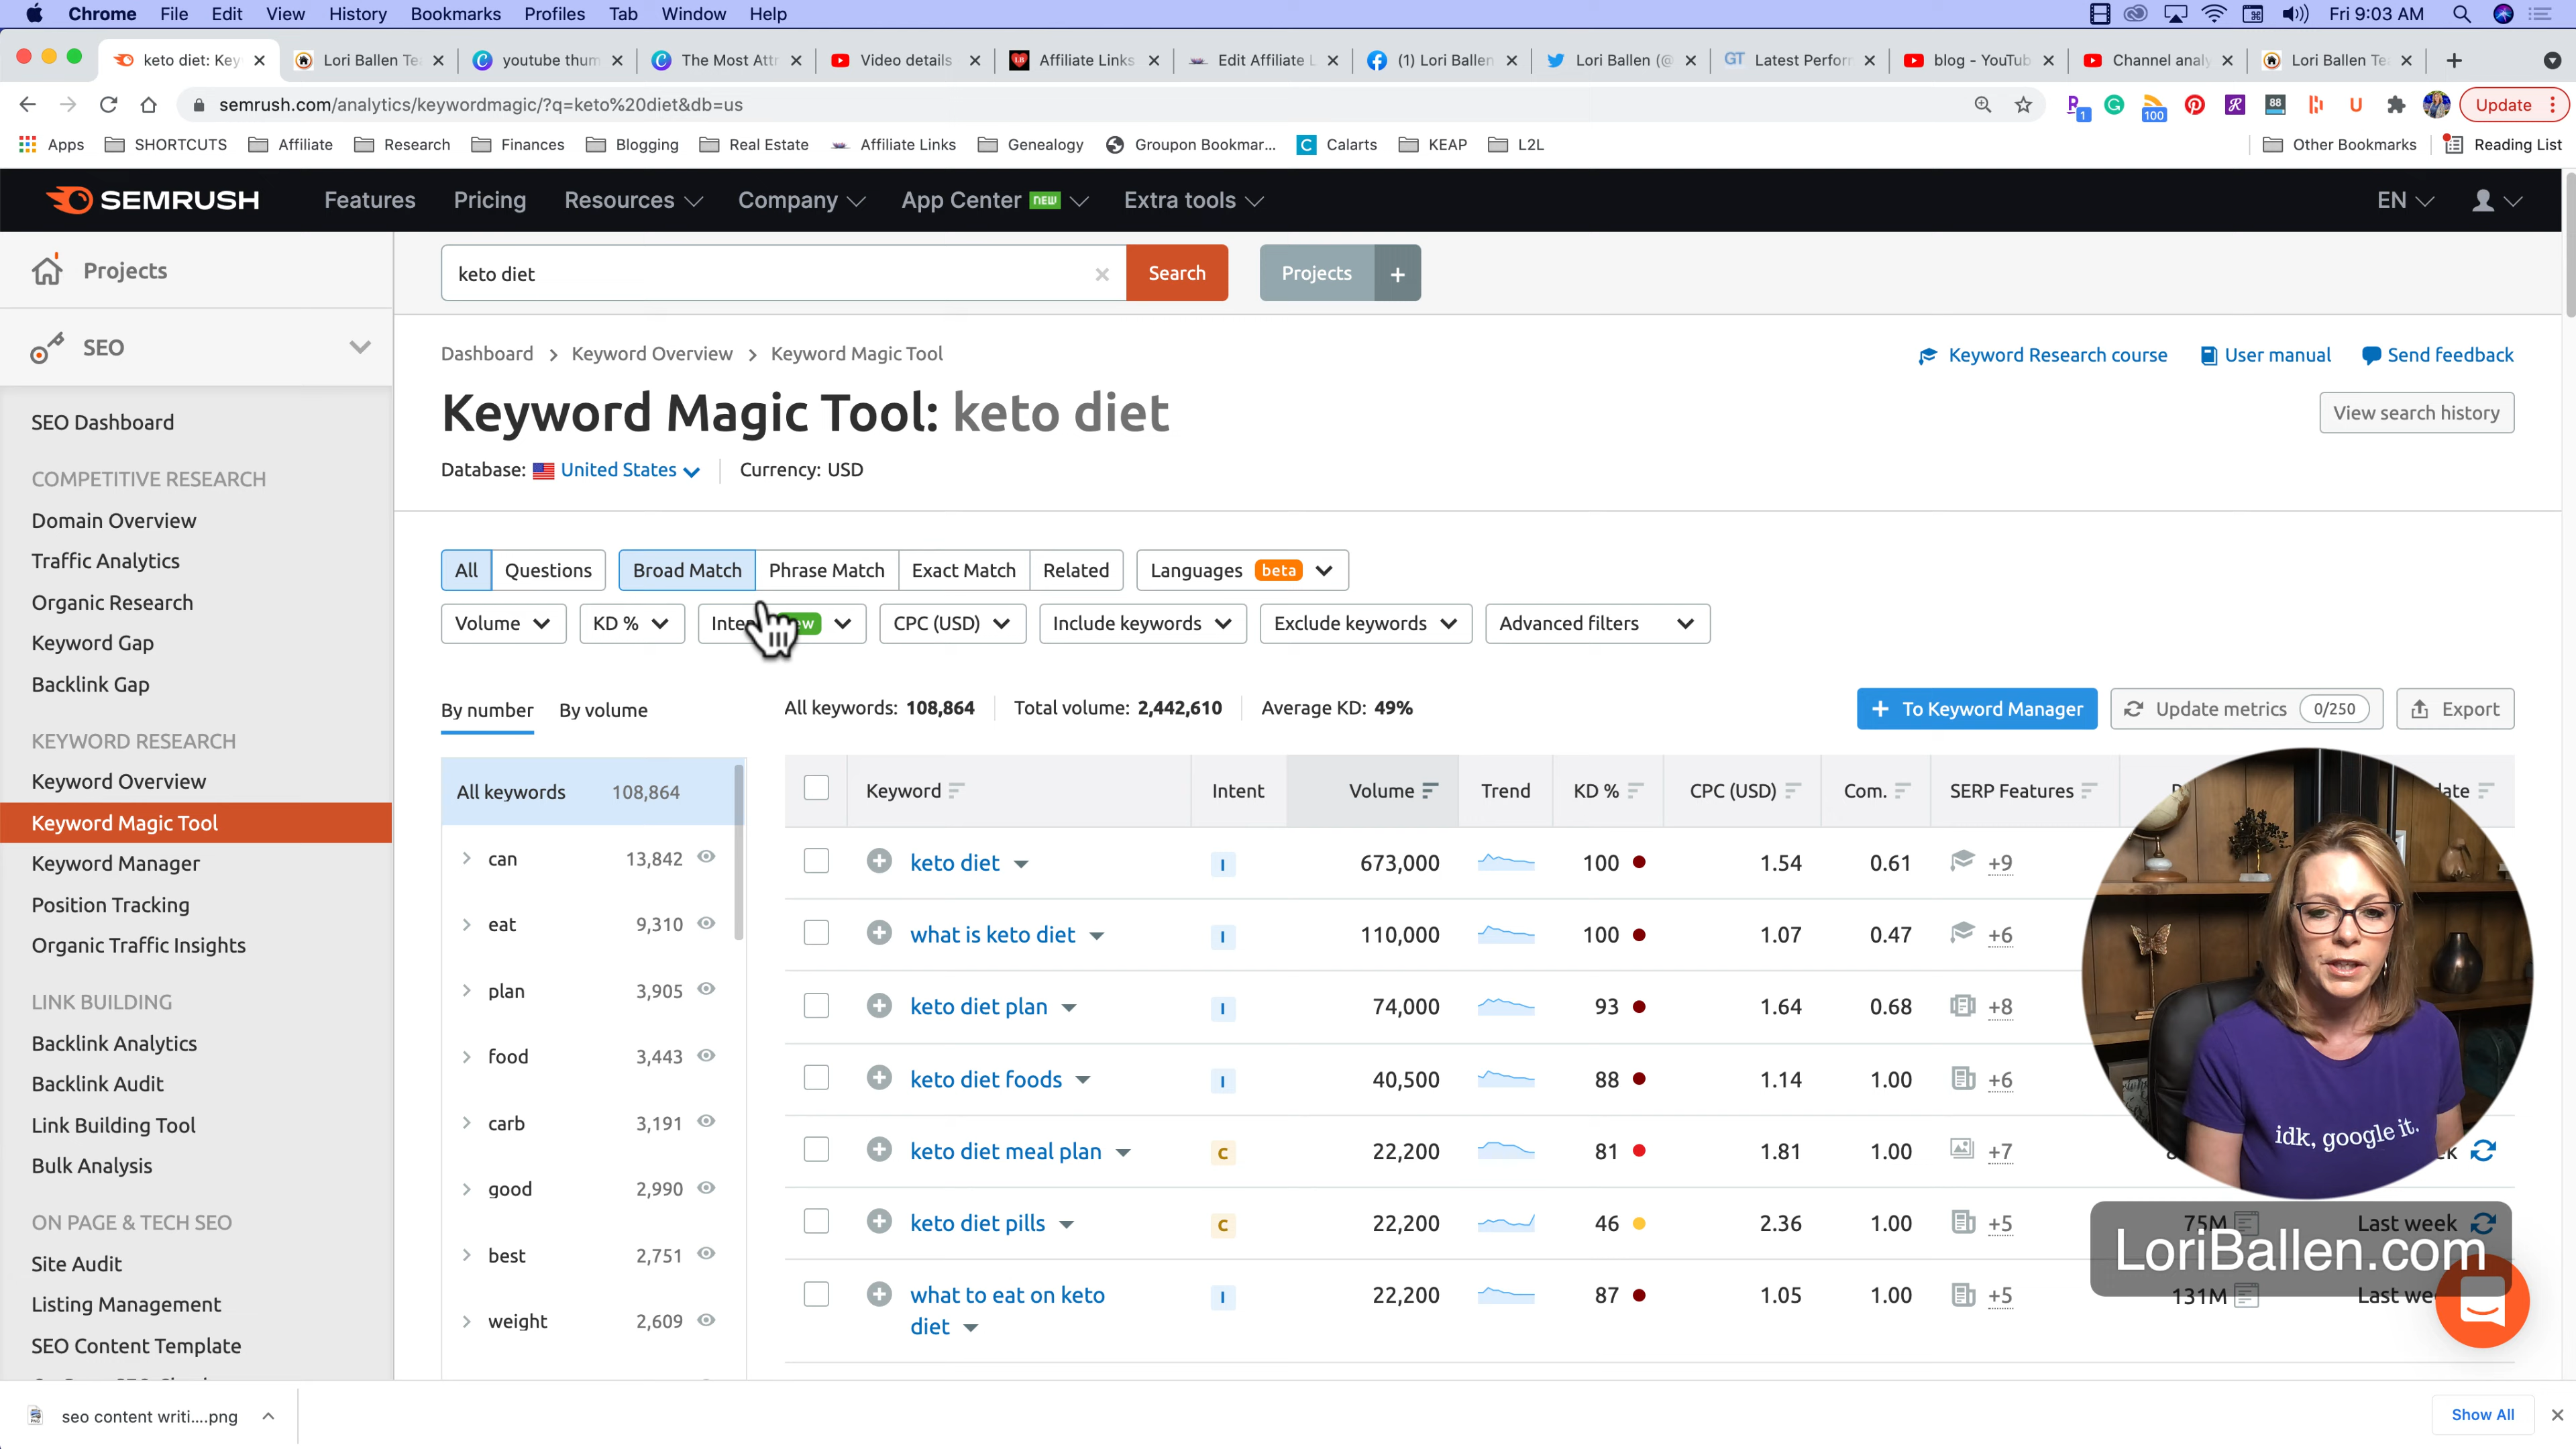 Chrome File Edit View History Bookmarks Profiles Tab Window Help Fri 9:03 AM
keto diet: Key Lori Ballen Te youtube thum The Most Attr Video details Affiliate Links Edit Affiliate L (1) Lori Ballen Lori Ballen (@ GT Latest Perfor blog - YouTub Channel analy Lori Ballen Te
semrush.com/analytics/keywordmagic/?q=keto%20diet&db=us 1 100 88 Update
Apps SHORTCUTS Affiliate Research Finances Blogging Real Estate Affiliate Links Genealogy Groupon Bookmar... Calarts KEAP L2L Other Bookmarks Reading List
SEMRUSH Features Pricing Resources Company App Center NEW Extra tools EN
Projects
keto diet Search Projects +
SEO
Dashboard > Keyword Overview > Keyword Magic Tool Keyword Research course User manual Send feedback
Keyword Magic Tool: keto diet View search history
Database: United States Currency: USD
SEO Dashboard
COMPETITIVE RESEARCH
Domain Overview
Traffic Analytics
Organic Research
Keyword Gap
Backlink Gap
KEYWORD RESEARCH
Keyword Overview
Keyword Magic Tool
Keyword Manager
Position Tracking
Organic Traffic Insights
LINK BUILDING
Backlink Analytics
Backlink Audit
Link Building Tool
Bulk Analysis
ON PAGE & TECH SEO
Site Audit
Listing Management
SEO Content Template
All Questions Broad Match Phrase Match Exact Match Related Languages beta
Volume KD % Inte w CPC (USD) Include keywords Exclude keywords Advanced filters
By number By volume
All keywords: 108,864 Total volume: 2,442,610 Average KD: 49% + To Keyword Manager Update metrics 0/250 Export
All keywords 108,864
can 13,842
eat 9,310
plan 3,905
food 3,443
carb 3,191
good 2,990
best 2,751
weight 2,609
Keyword Intent Volume Trend KD % CPC (USD) Com. SERP Features date
keto diet I 673,000 100 1.54 0.61 +9
what is keto diet I 110,000 100 1.07 0.47 +6
keto diet plan I 74,000 93 1.64 0.68 +8
keto diet foods I 40,500 88 1.14 1.00 +6
keto diet meal plan C 22,200 81 1.81 1.00 +7
keto diet pills C 22,200 46 2.36 1.00 +5 75M Last week
what to eat on keto
diet I 22,200 87 1.05 1.00 +5 131M Last we
idk, google it.
LoriBallen.com
seo content writi....png Show All